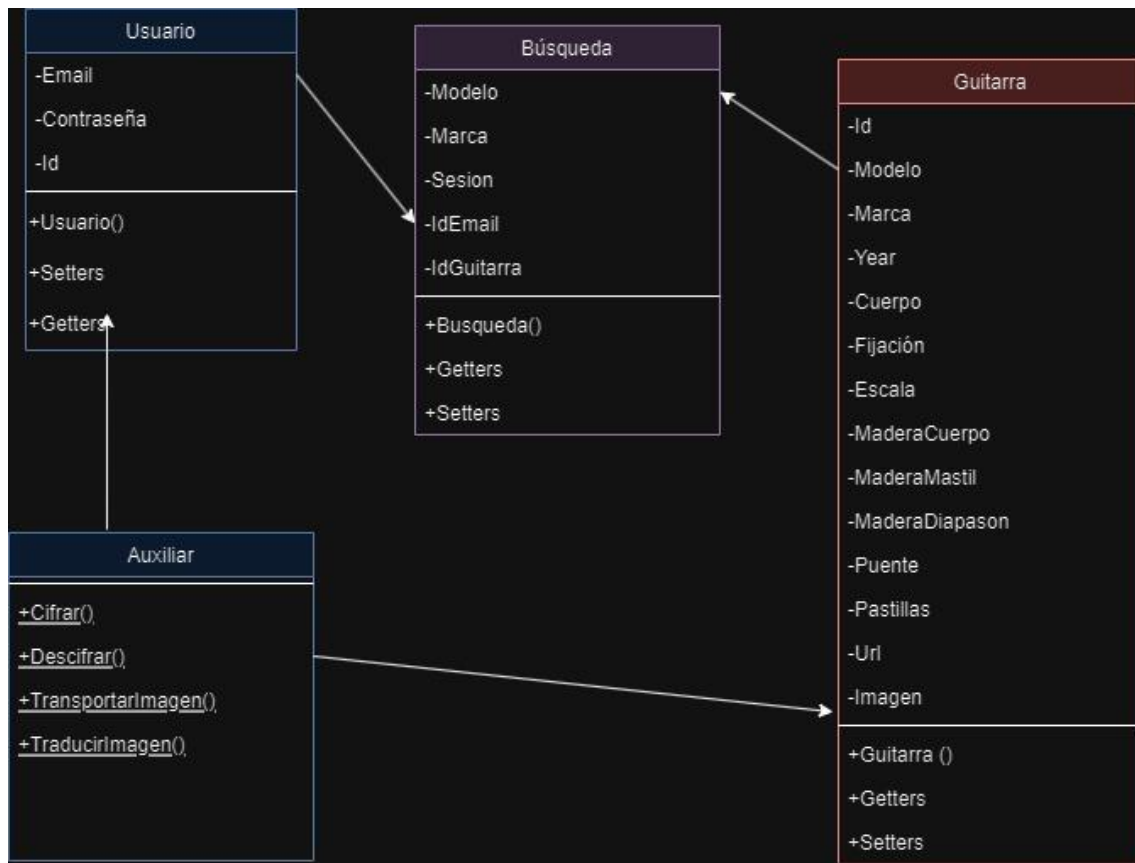 Usuario
-Email
-Contraseña
-Id
+Usuario()
+Setters
+Getters
Búsqueda
-Modelo
-Marca
-Sesion
-IdEmail
-IdGuitarra
+Busqueda()
+Getters
+Setters
Guitarra
-Id
-Modelo
-Marca
-Year
-Cuerpo
-Fijación
-Escala
-MaderaCuerpo
-MaderaMastil
-MaderaDiapason
-Puente
-Pastillas
-Url
-Imagen
+Guitarra ()
+Getters
+Setters
Auxiliar
+Cifrar()
+Descifrar()
+TransportarImagen()
+TraducirImagen()